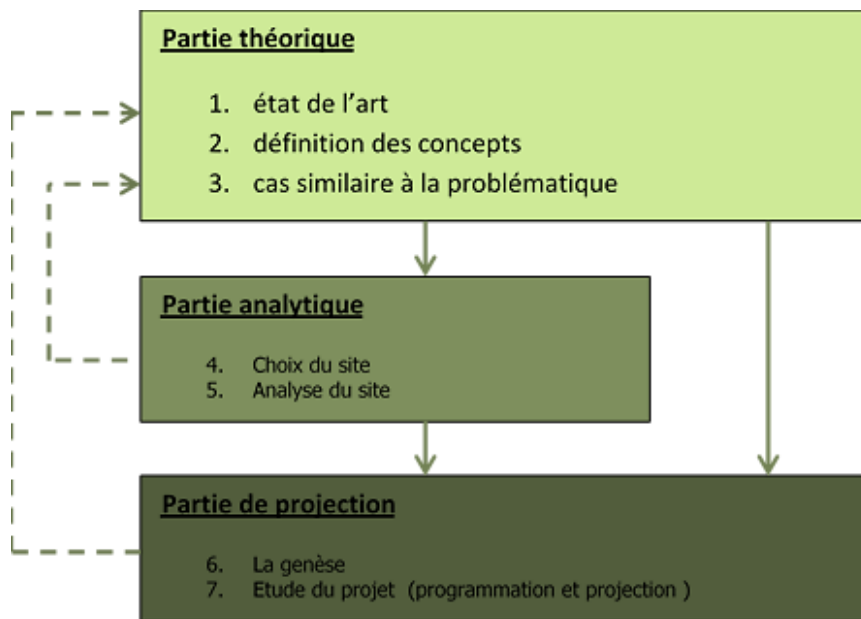 Partie théorique
1. état de l’art
2. définition des concepts
3. cas similaire à la problématique
Partie analytique
4. Choix du site
5. Analyse du site
Partie de projection
6. La genèse
7. Etude du projet (programmation et projection )